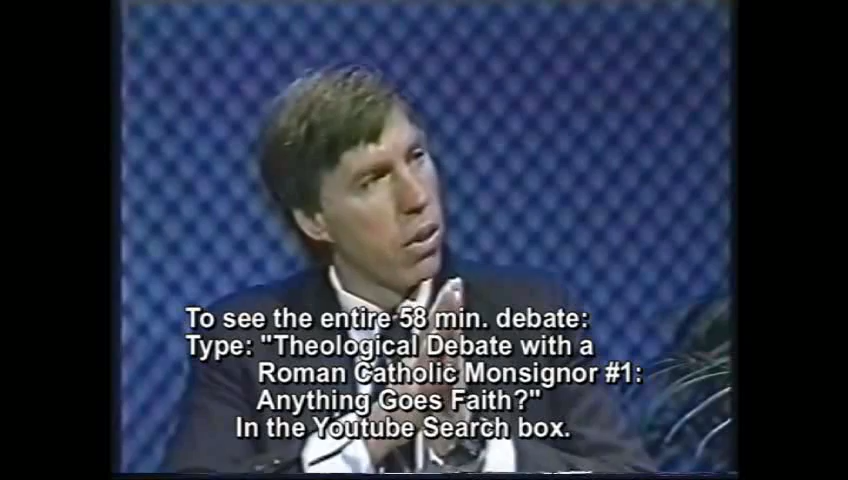 To see the entire 58 min. debate:
Type: "Theological Debate with a
Roman Catholic Monsignor #1:
Anything Goes Faith?"
In the Youtube Search box.